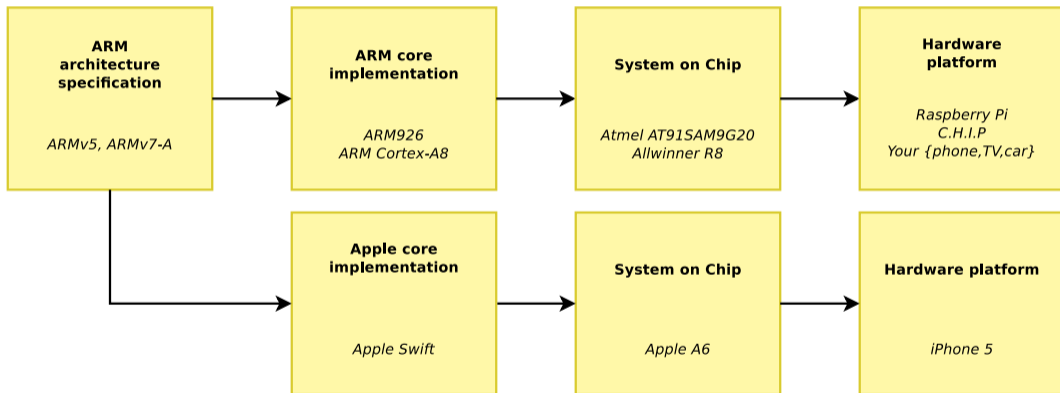 ARM
architecture
specification
ARMv5, ARMv7-A
ARM core
implementation
ARM926
ARM Cortex-A8
System on Chip
Atmel AT91SAM9G20
Allwinner R8
Hardware
platform
Raspberry Pi
C.H.I.P
Your {phone,TV,car}
Apple core
implementation
Apple Swift
System on Chip
Apple A6
Hardware platform
iPhone 5